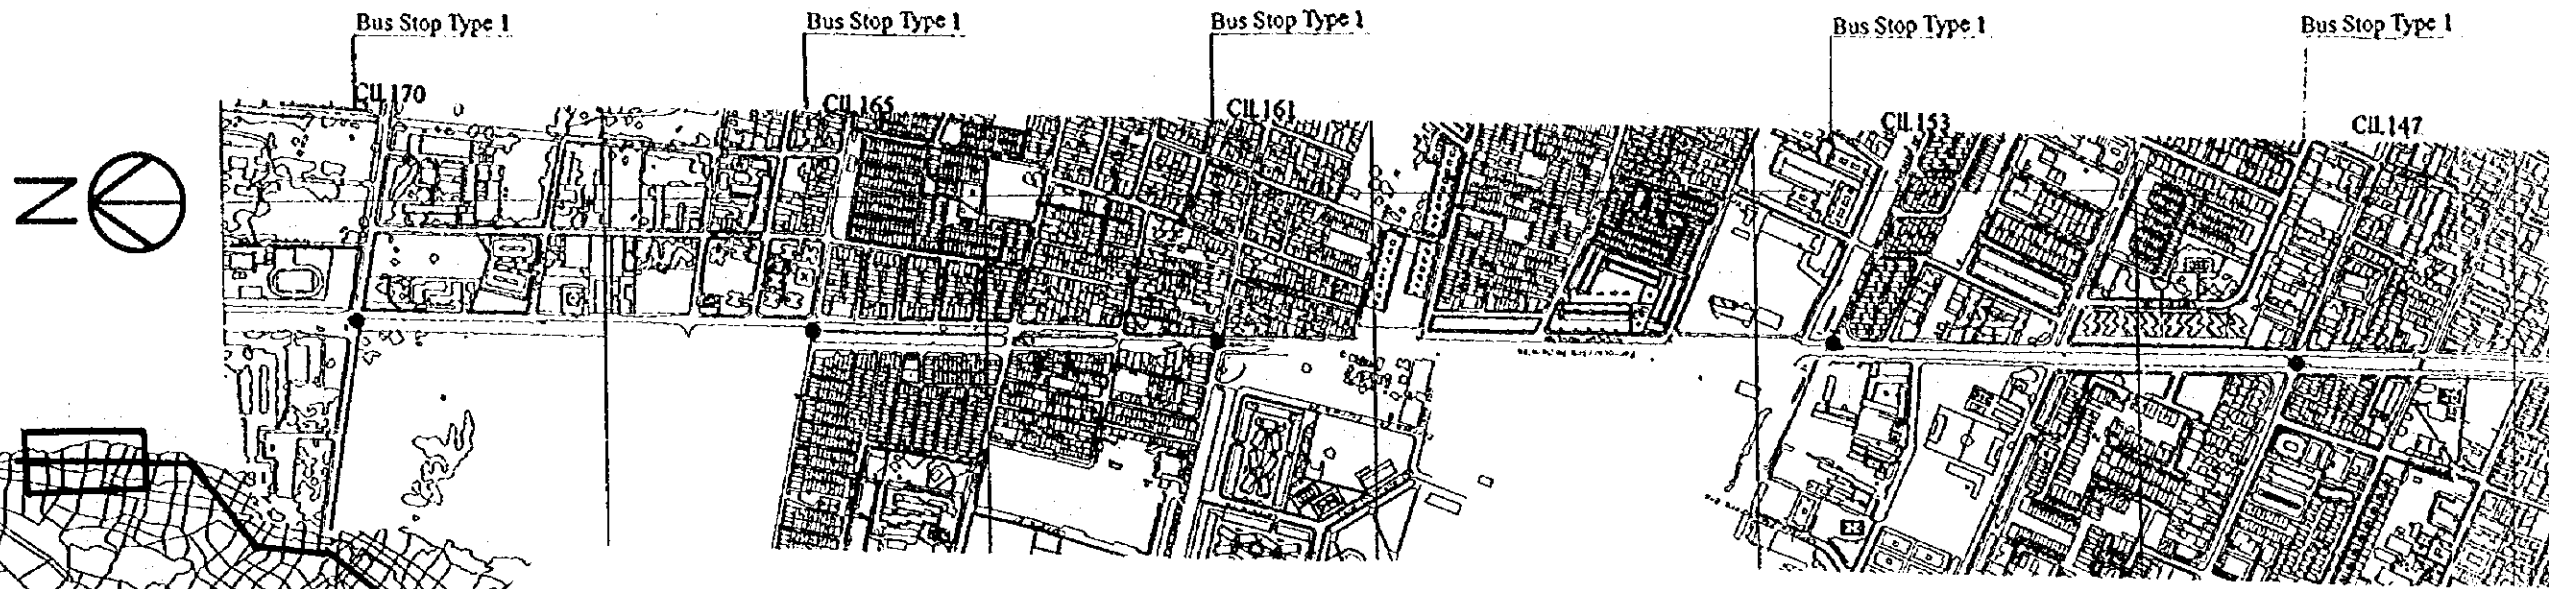 Bus Stop Type 1
Bus Stop Type 1
Bus Stop Type 1
Bus Stop Type 1
Bus Stop Type 1
Cll.170
Cll.165
Cll.161
Cll.153
Cll.147
N